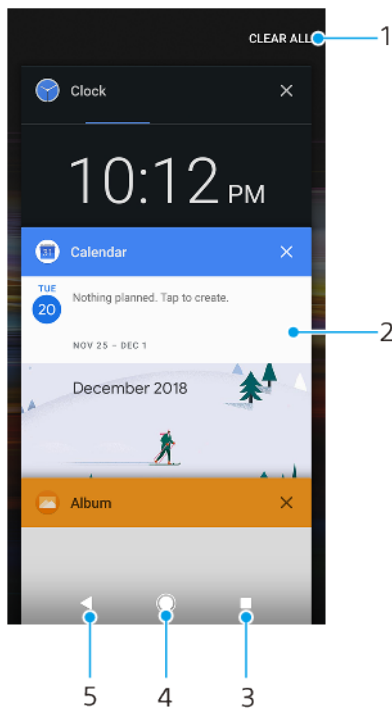 CLEAR ALL
1
Clock
10:12 PM
31
Calendar
TUE
20
Nothing planned. Tap to create.
2
NOV 25 – DEC 1
December 2018
Album
5
4
3